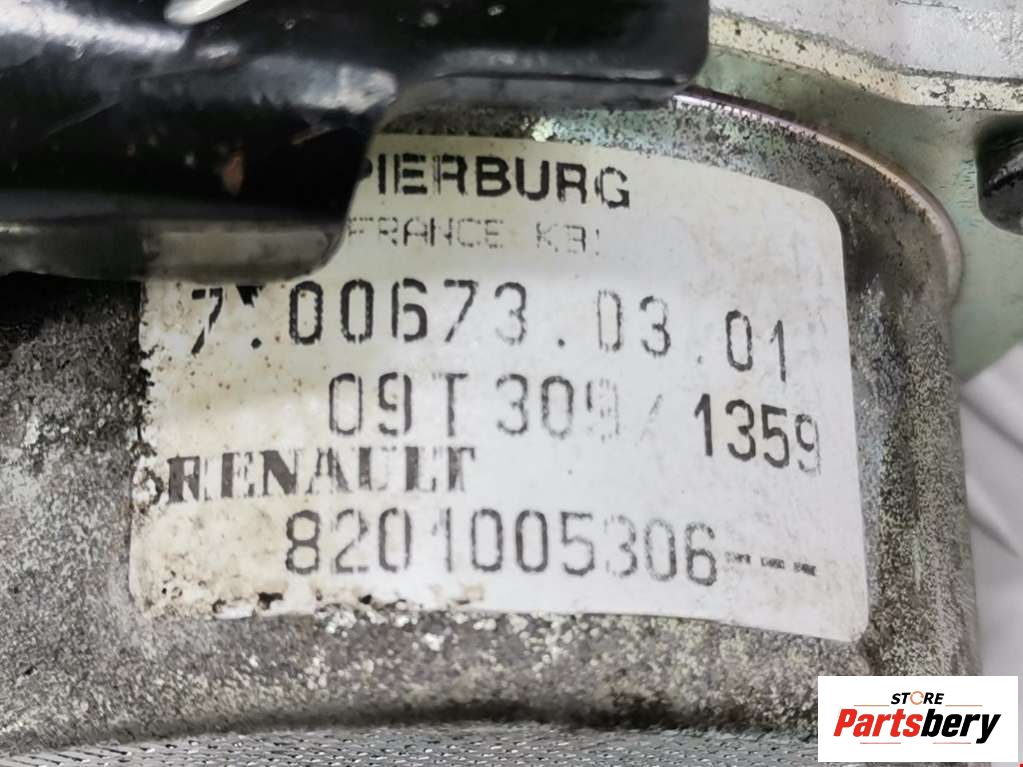 PIERBURG
FRANCE
7.00673.03.01
09T309/1359
RENAULT
8201005306---
STORE
Partsbery